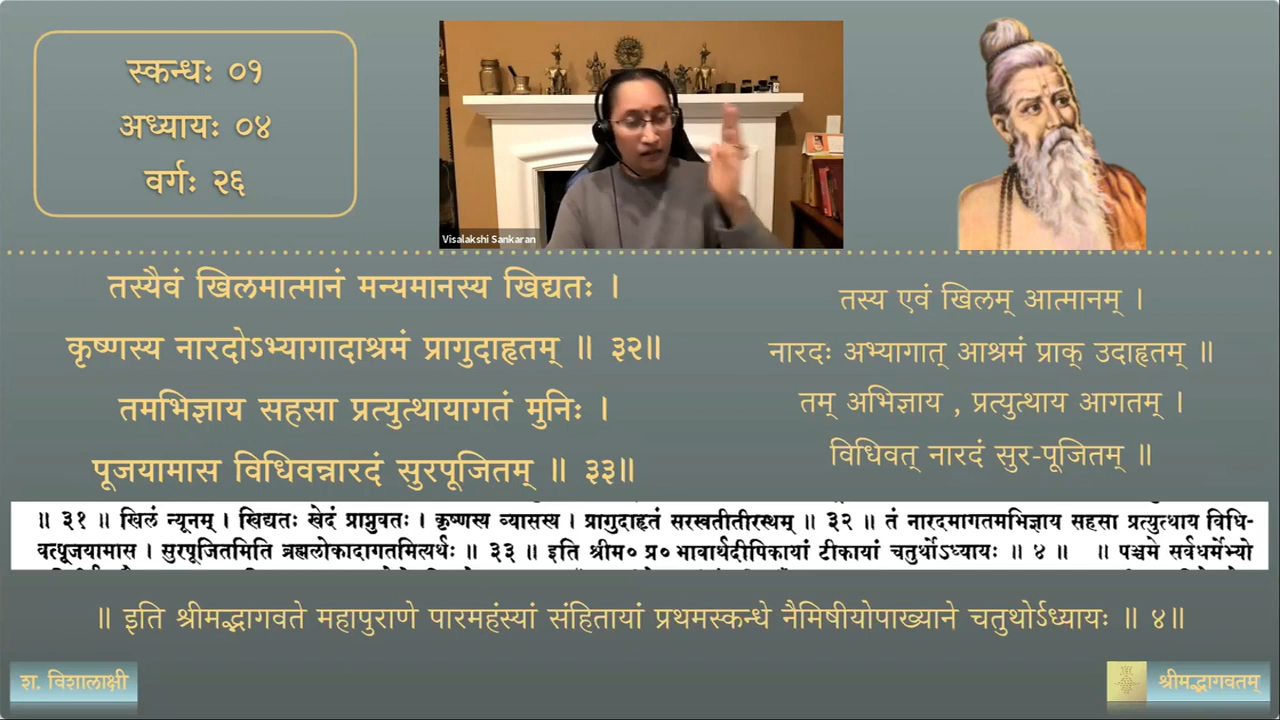 स्कन्धः ०१
अध्यायः ०४
वर्गः २६
Visalakshi Sankaran
तस्यैवं खिलमात्मानं मन्यमानस्य खिद्यतः ।
कृष्णस्य नारदोऽभ्यागादाश्रमं प्रागुदाहृतम् ॥ ३२॥
तमभिज्ञाय सहसा प्रत्युत्थायागतं मुनिः ।
पूजयामास विधिवन्नारदं सुरपूजितम् ॥ ३३॥
तस्य एवं खिलम् आत्मानम् ।
नारदः अभ्यागात् आश्रमं प्राक् उदाहृतम् ॥
तम् अभिज्ञाय , प्रत्युत्थाय आगतम् ।
विधिवत् नारदं सुर-पूजितम् ॥
॥ ३१ ॥ खिलं न्यूनम् । खिद्यतः खेदं प्राप्नुवतः । कृष्णस्य व्यासस्य । प्रागुदाहृतं सरस्वतीतीरस्थम् ॥ ३२ ॥ तं नारदमागतमभिज्ञाय सहसा प्रत्युत्थाय विधि-
वत्पूजयामास । सुरपूजितमिति ब्रह्मलोकादागतमित्यर्थः ॥ ३३ ॥ इति श्रीम० प्र० भावार्थदीपिकायां टीकायां चतुर्थोऽध्यायः ॥ ४ ॥ ॥ पञ्चमे सर्वधर्मेभ्यो
॥ इति श्रीमद्भागवते महापुराणे पारमहंस्यां संहितायां प्रथमस्कन्धे नैमिषीयोपाख्याने चतुर्थोऽध्यायः ॥ ४॥
श. विशालाक्षी
श्रीमद्भागवतम्